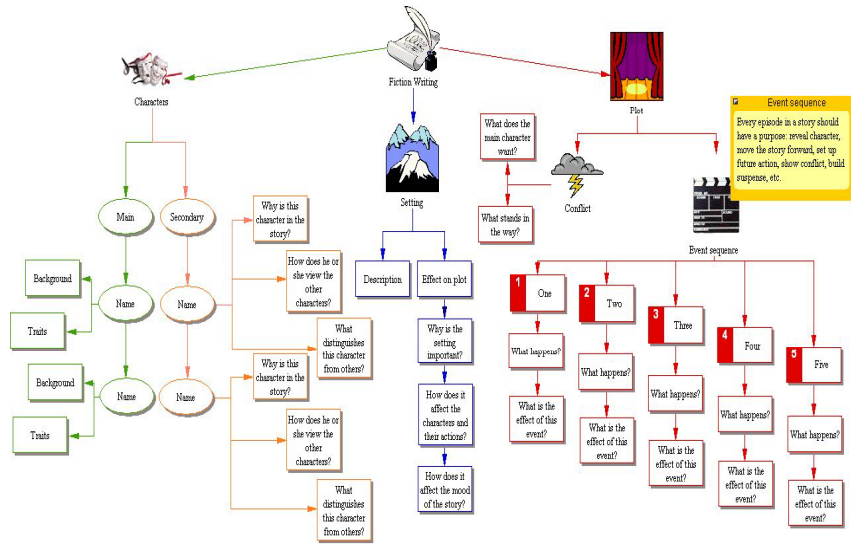 Fiction Writing
Characters
Main
Secondary
Name
Name
Background
Traits
Name
Name
Background
Traits
Why is this
character in the
story?
How does he or
she view the
other
characters?
What
distinguishes
this character
from others?
Why is this
character in the
story?
How does he or
she view the
other
characters?
What
distinguishes
this character
from others?
Setting
Description
Effect on plot
Why is the
setting
important?
How does it
affect the
characters and
their actions?
How does it
affect the mood
of the story?
Plot
What does the
main character
want?
What stands in
the way?
Conflict
Event sequence
Every episode in a story should
have a purpose: reveal character,
move the story forward, set up
future action, show conflict, build
suspense, etc.
Event sequence
1
One
What happens?
What is the
effect of this
event?
2
Two
What happens?
What is the
effect of this
event?
3
Three
What happens?
What is the
effect of this
event?
4
Four
What happens?
What is the
effect of this
event?
5
Five
What happens?
What is the
effect of this
event?